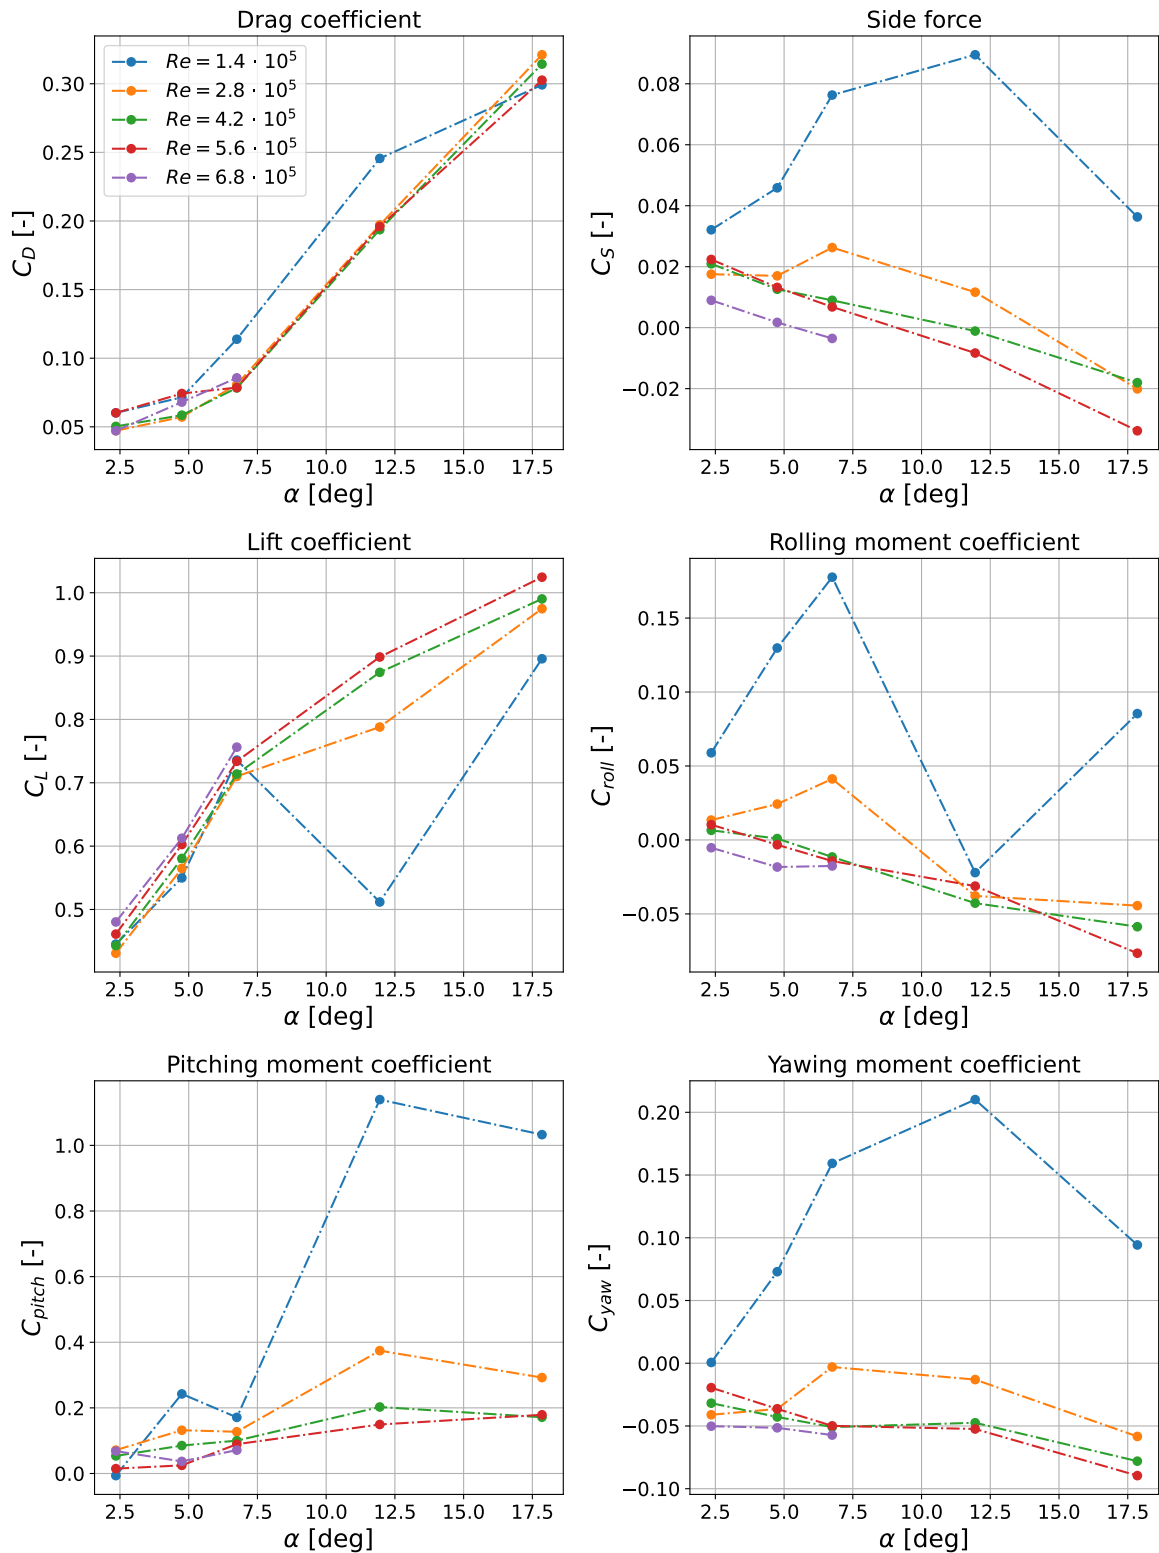 Drag coefficient
Re = 1.4 · 10⁵
Re = 2.8 · 10⁵
Re = 4.2 · 10⁵
Re = 5.6 · 10⁵
Re = 6.8 · 10⁵
0.30
0.25
0.20
0.15
0.10
0.05
C_D [-]
2.5 5.0 7.5 10.0 12.5 15.0 17.5
α [deg]
Side force
0.08
0.06
0.04
0.02
0.00
−0.02
C_S [-]
2.5 5.0 7.5 10.0 12.5 15.0 17.5
α [deg]
Lift coefficient
1.0
0.9
0.8
0.7
0.6
0.5
C_L [-]
2.5 5.0 7.5 10.0 12.5 15.0 17.5
α [deg]
Rolling moment coefficient
0.15
0.10
0.05
0.00
−0.05
C_roll [-]
2.5 5.0 7.5 10.0 12.5 15.0 17.5
α [deg]
Pitching moment coefficient
1.0
0.8
0.6
0.4
0.2
0.0
C_pitch [-]
2.5 5.0 7.5 10.0 12.5 15.0 17.5
α [deg]
Yawing moment coefficient
0.20
0.15
0.10
0.05
0.00
−0.05
−0.10
C_yaw [-]
2.5 5.0 7.5 10.0 12.5 15.0 17.5
α [deg]